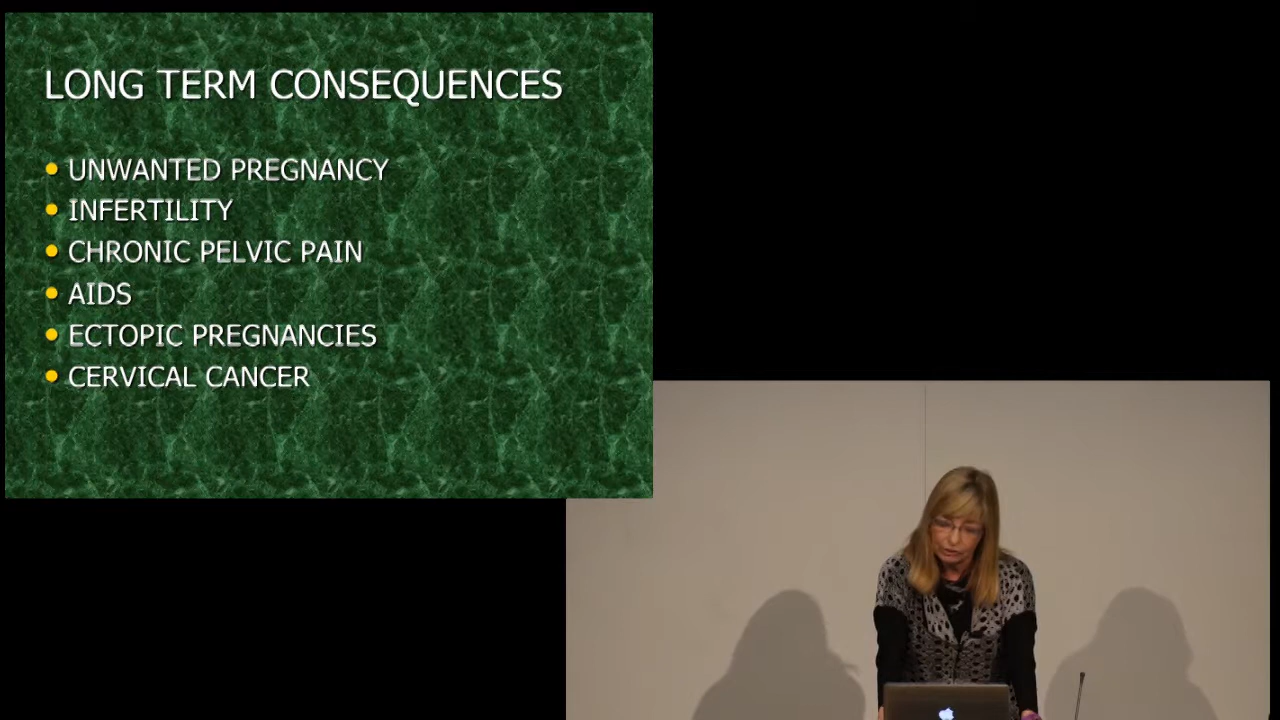 LONG TERM CONSEQUENCES
UNWANTED PREGNANCY
INFERTILITY
CHRONIC PELVIC PAIN
AIDS
ECTOPIC PREGNANCIES
CERVICAL CANCER